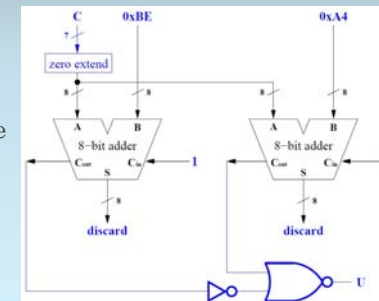 C 0xBE 0xA4
7
zero extend
8 8 8 8
A B A B
e 8-bit adder 8-bit adder
Cout Cin 1 Cout Cin
S S
8 8
discard discard
U